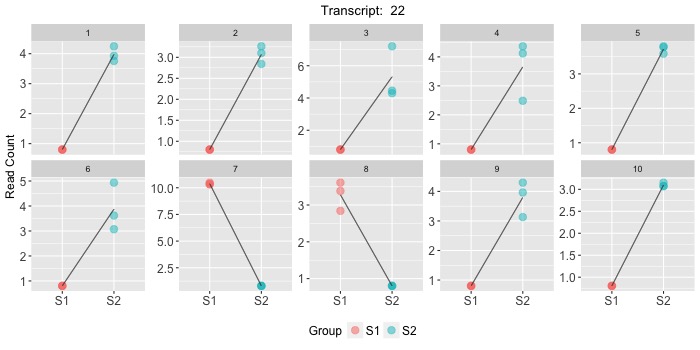 Transcript: 22
1 2 3 4 5
4 3 2 1
3.0 2.5 2.0 1.5 1.0
6 4 2
4 3 2 1
3 2 1
Read Count
6 7 8 9 10
5 4 3 2 1
10.0 7.5 5.0 2.5
3 2 1
4 3 2 1
3.0 2.5 2.0 1.5 1.0
S1 S2 S1 S2 S1 S2 S1 S2 S1 S2
Group S1 S2